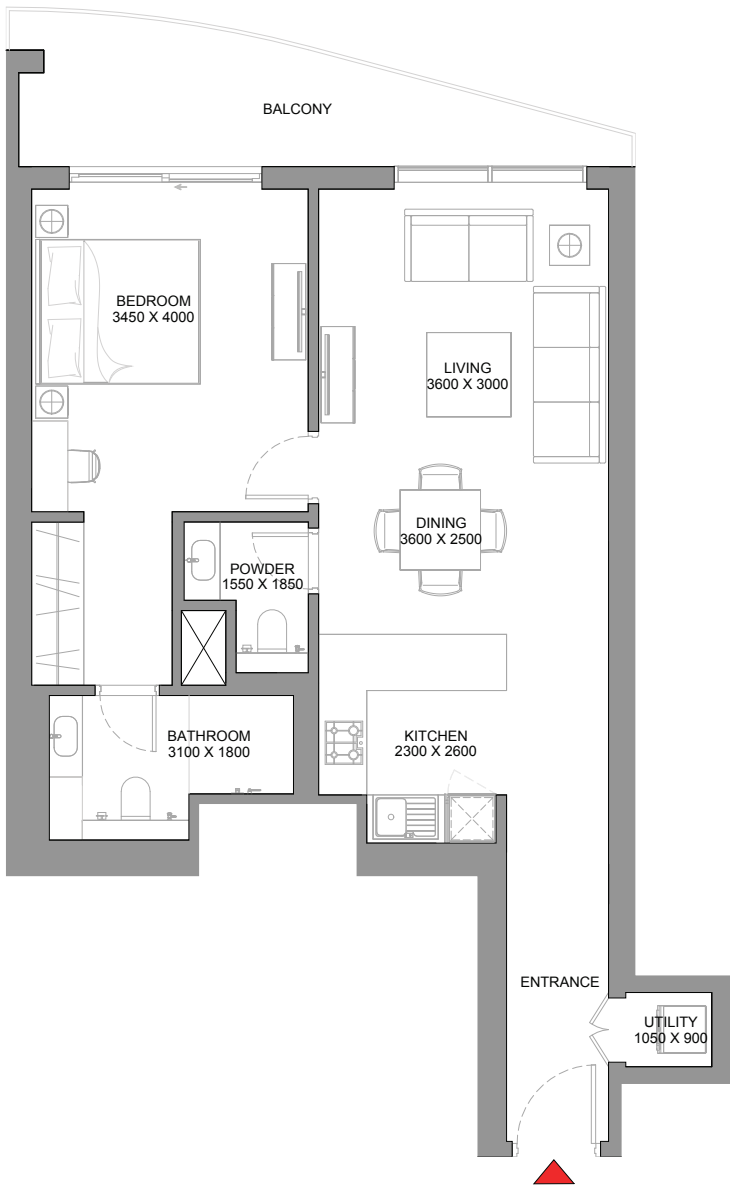 BALCONY
BEDROOM
3450 X 4000
LIVING
3600 X 3000
DINING
3600 X 2500
POWDER
1550 X 1850
BATHROOM
3100 X 1800
KITCHEN
2300 X 2600
ENTRANCE
UTILITY
1050 X 900